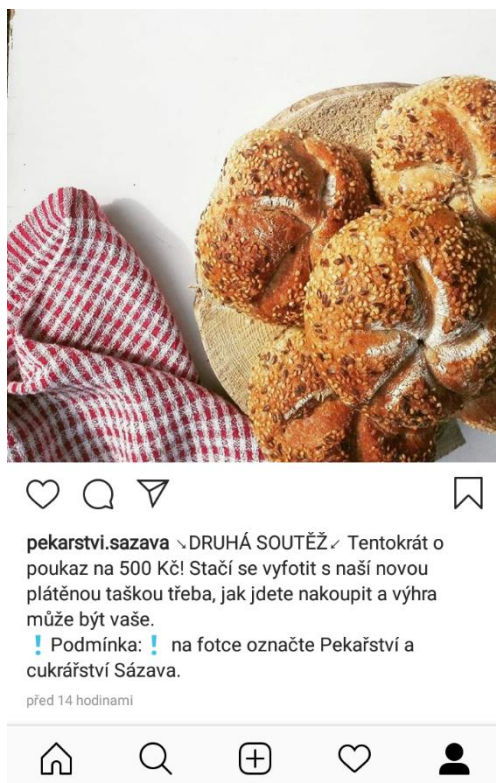 pekarstvi.sazava ↘DRUHÁ SOUTĚŽ↙ Tentokrát o
poukaz na 500 Kč! Stačí se vyfotit s naší novou
plátěnou taškou třeba, jak jdete nakoupit a výhra
může být vaše.
❕Podmínka:❕ na fotce označte Pekařství a
cukrářství Sázava.
před 14 hodinami